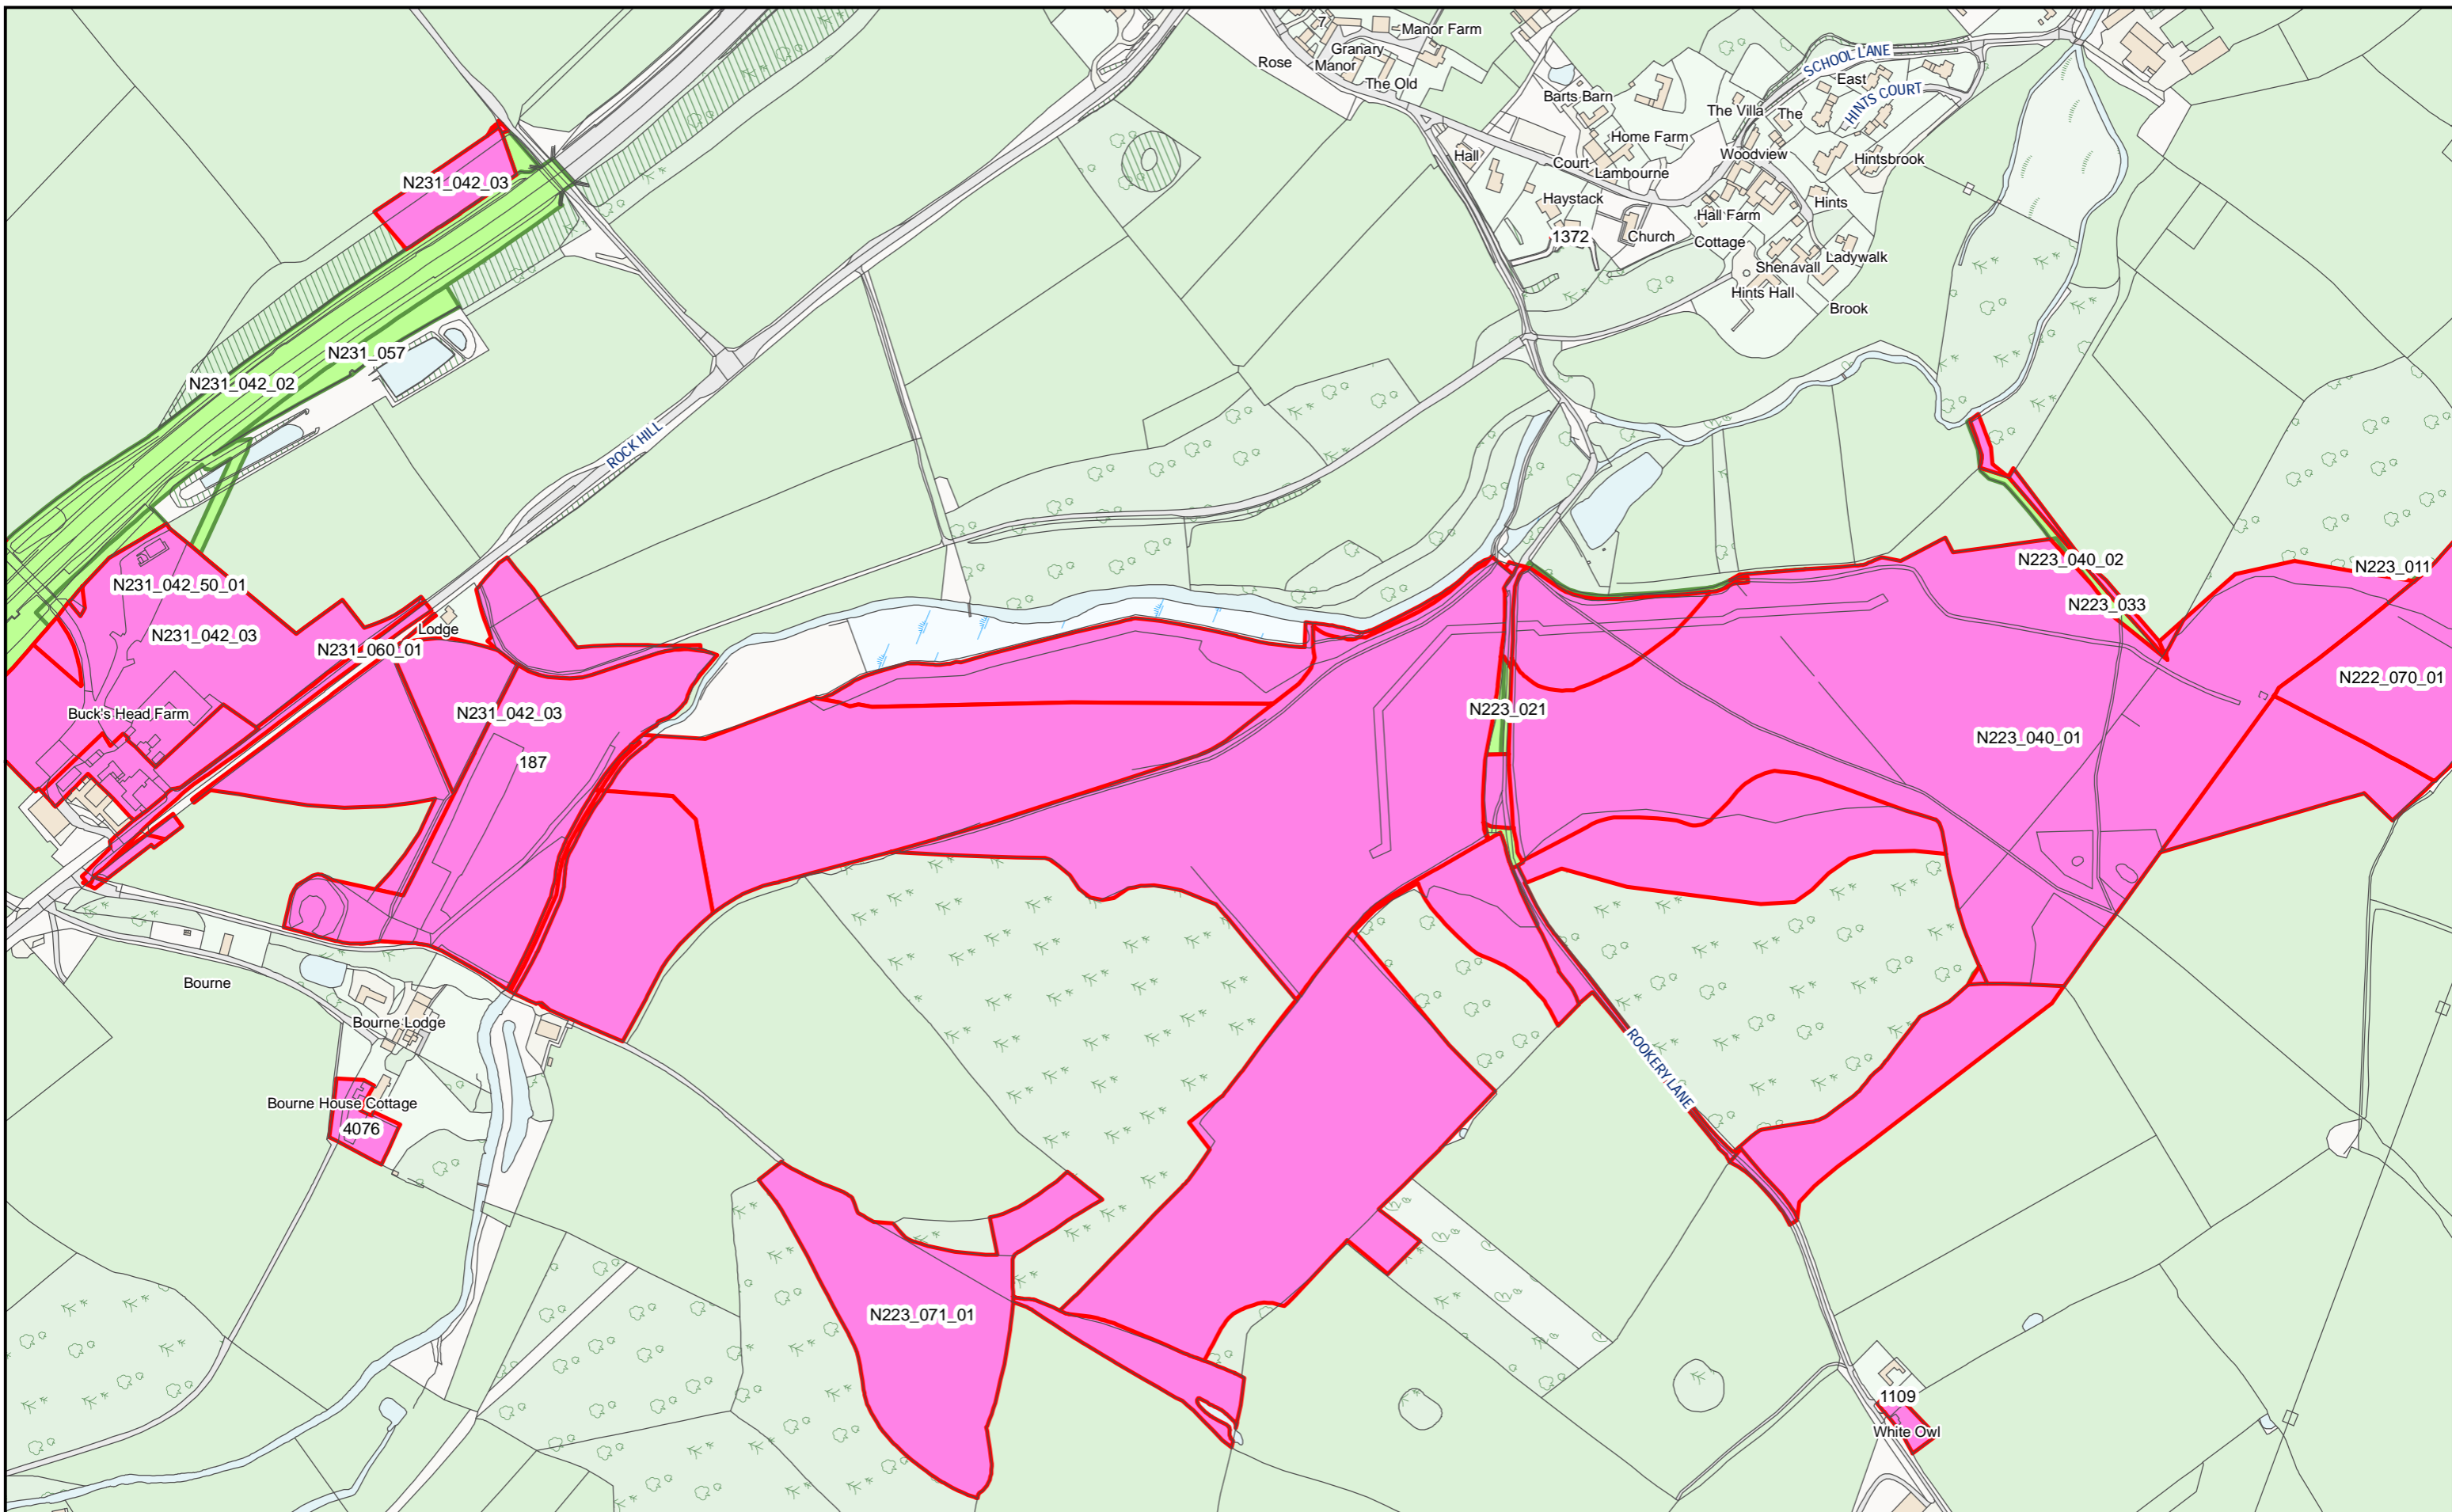 7
Manor Farm
Granary
Manor
Rose
The Old
SCHOOL LANE
East
HINTS COURT
Barts Barn
The Villa
The
Home Farm
Hall
Court
Woodview
Hintsbrook
Lambourne
N231_042_03
Haystack
Hints
Hall Farm
1372
Church
Cottage
Ladywalk
Shenavall
Hints Hall
Brook
N231_057
N231_042_02
ROCK HILL
N223_040_02
N223_011
N231_042_50_01
N223_033
Lodge
N231_042_03
N231_060_01
N222_070_01
Buck's Head Farm
N231_042_03
N223_021
N223_040_01
187
Bourne
Bourne Lodge
ROOKERY LANE
Bourne House Cottage
4076
N223_071_01
1109
White Owl